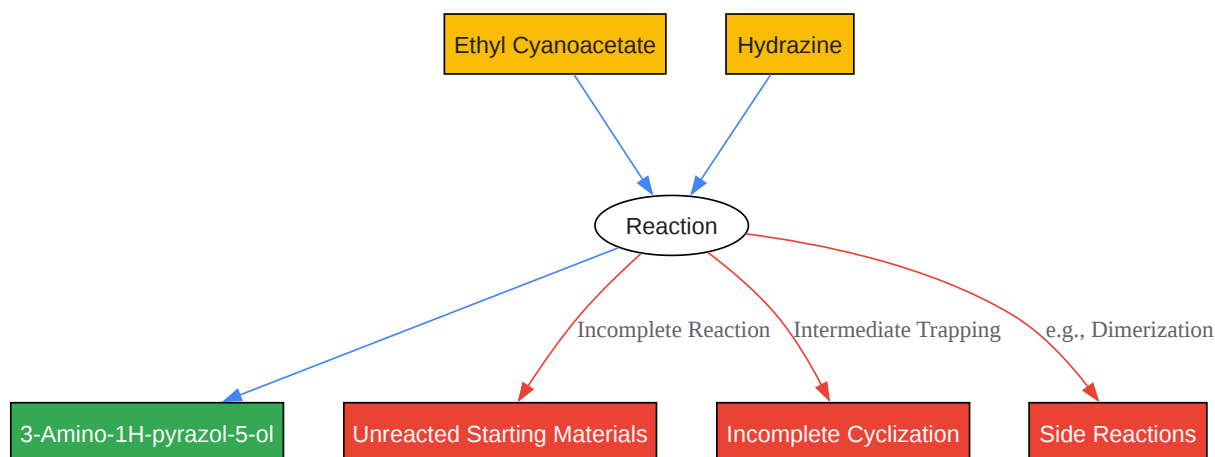 Ethyl Cyanoacetate
Hydrazine
Reaction
Incomplete Reaction
Intermediate Trapping
e.g., Dimerization
3-Amino-1H-pyrazol-5-ol
Unreacted Starting Materials
Incomplete Cyclization
Side Reactions